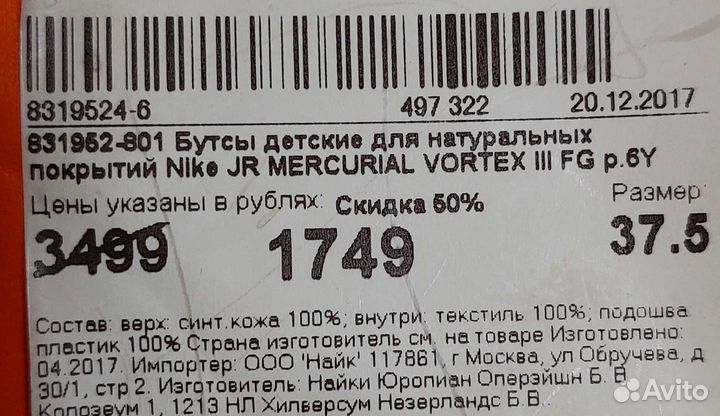 8319524-6 497 322 20.12.2017
831952-801 Бутсы детские для натуральных
покрытий Nike JR MERCURIAL VORTEX III FG р.6Y
Цены указаны в рублях: Скидка 50% Размер
3499 1749 37.5
Состав: верх: синт.кожа 100%; внутри: текстиль 100%; подошва
пластик 100% Страна изготовитель см. на товаре Изготовлено:
04.2017. Импортер: ООО 'Найк' 117861, г Москва, ул Обручева, д
30/1, стр 2. Изготовитель: Найки Юропиан Оперэйшн Б. В
Колозеум 1, 1213 НЛ Хилверсум Незерландс Б.В..
Avito